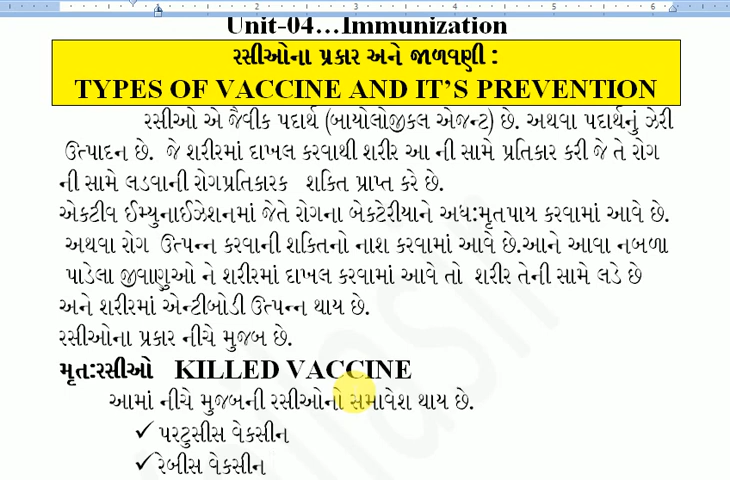 Unit-04...Immunization
રસીઓના પ્રકાર અને જાળવણી :
TYPES OF VACCINE AND IT'S PREVENTION
રસીઓ એ જૈવીક પદાર્થ (બાયોલોજીકલ એજન્ટ) છે. અથવા પદાર્થનું ઝેરી
ઉત્પાદન છે. જે શરીરમાં દાખલ કરવાથી શરીર આ ની સામે પ્રતિકાર કરી જે તે રોગ
ની સામે લડવાની રોગપ્રતિકારક શકિત પ્રાપ્ત કરે છે.
એકટીવ ઈમ્યુનાઈઝેશનમાં જેતે રોગના બેકટેરીયાને અધ:મૃતપાય કરવામાં આવે છે.
અથવા રોગ ઉત્પન્ન કરવાની શકિતનો નાશ કરવામાં આવે છે.આને આવા નબળા
પાડેલા જીવાણુઓ ને શરીરમાં દાખલ કરવામાં આવે તો શરીર તેની સામે લડે છે
અને શરીરમાં એન્ટીબોડી ઉત્પન્ન થાય છે.
રસીઓના પ્રકાર નીચે મુજબ છે.
મૃત:રસીઓ KILLED VACCINE
આમાં નીચે મુજબની રસીઓનો સમાવેશ થાય છે.
✓ પરટુસીસ વેકસીન
✓ રેબીસ વેકસીન